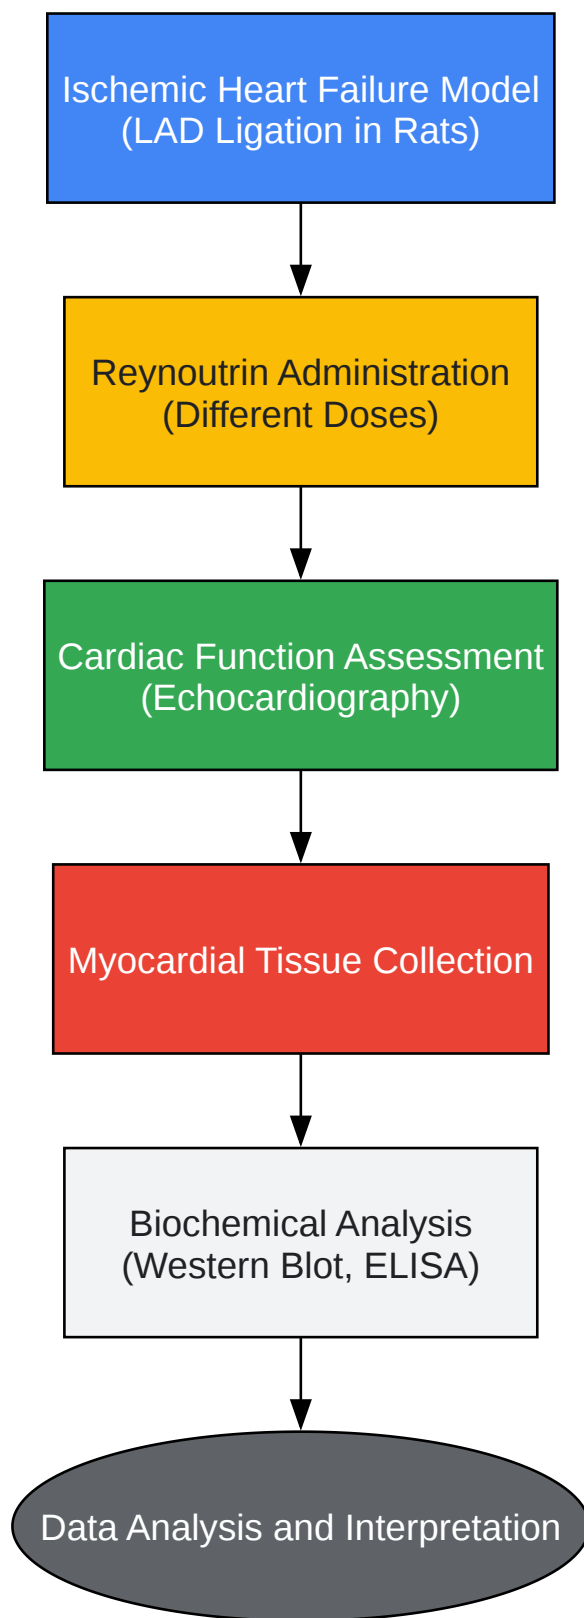 Ischemic Heart Failure Model
(LAD Ligation in Rats)
Reynoutrin Administration
(Different Doses)
Cardiac Function Assessment
(Echocardiography)
Myocardial Tissue Collection
Biochemical Analysis
(Western Blot, ELISA)
Data Analysis and Interpretation